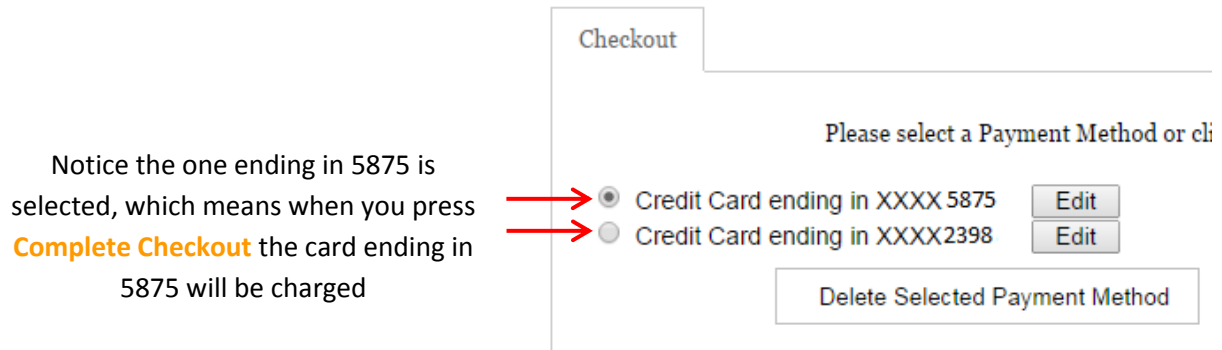 Checkout
Please select a Payment Method or cli
Notice the one ending in 5875 is
selected, which means when you press
Complete Checkout the card ending in
5875 will be charged
Credit Card ending in XXXX 5875 Edit
Credit Card ending in XXXX2398 Edit
Delete Selected Payment Method